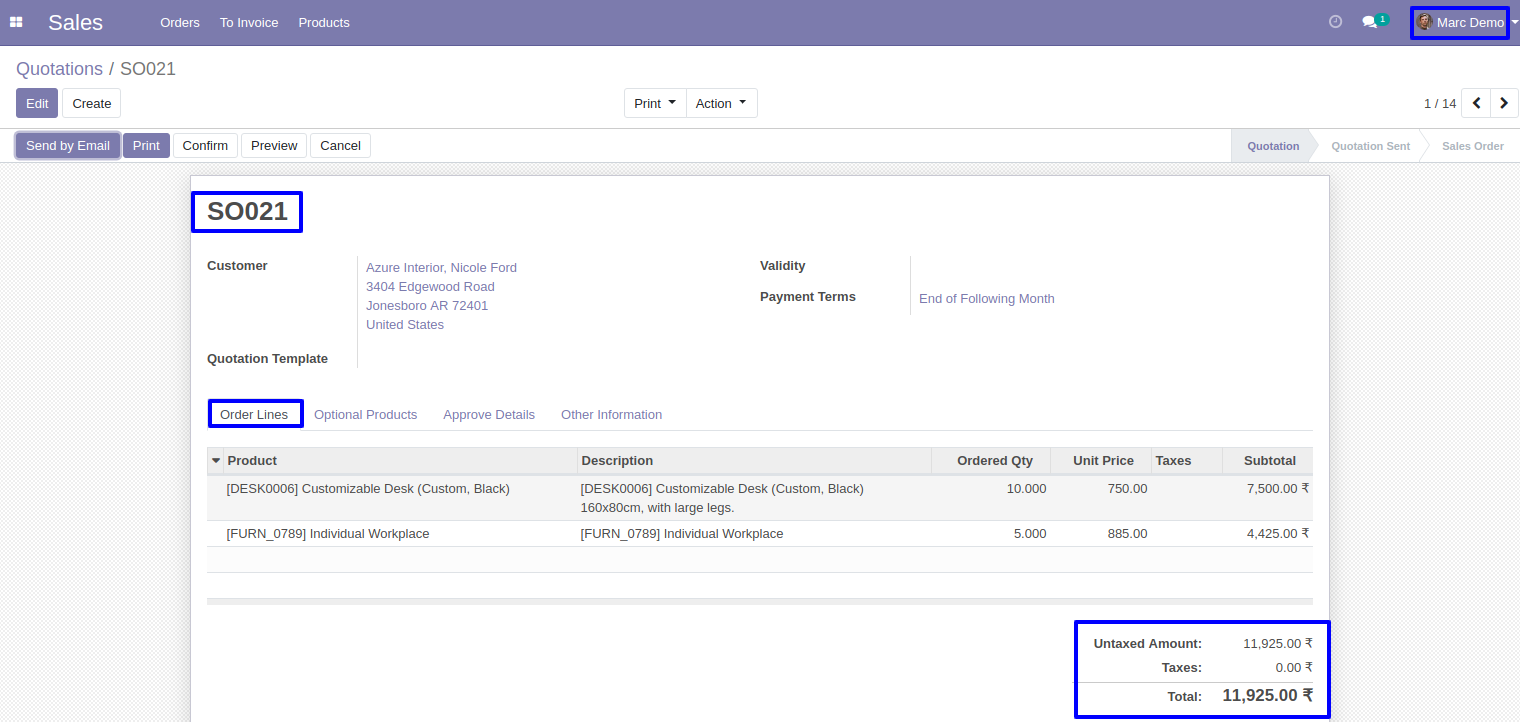 Sales Orders To Invoice Products 1 Marc Demo
Quotations / SO021
Edit Create Print Action 1 / 14
Send by Email Print Confirm Preview Cancel Quotation Quotation Sent Sales Order
SO021
Customer Azure Interior, Nicole Ford Validity
3404 Edgewood Road Payment Terms End of Following Month
Jonesboro AR 72401
United States
Quotation Template
Order Lines Optional Products Approve Details Other Information
Product Description Ordered Qty Unit Price Taxes Subtotal
[DESK0006] Customizable Desk (Custom, Black) [DESK0006] Customizable Desk (Custom, Black) 10.000 750.00 7,500.00 ₹
160x80cm, with large legs.
[FURN_0789] Individual Workplace [FURN_0789] Individual Workplace 5.000 885.00 4,425.00 ₹
Untaxed Amount: 11,925.00 ₹
Taxes: 0.00 ₹
Total: 11,925.00 ₹